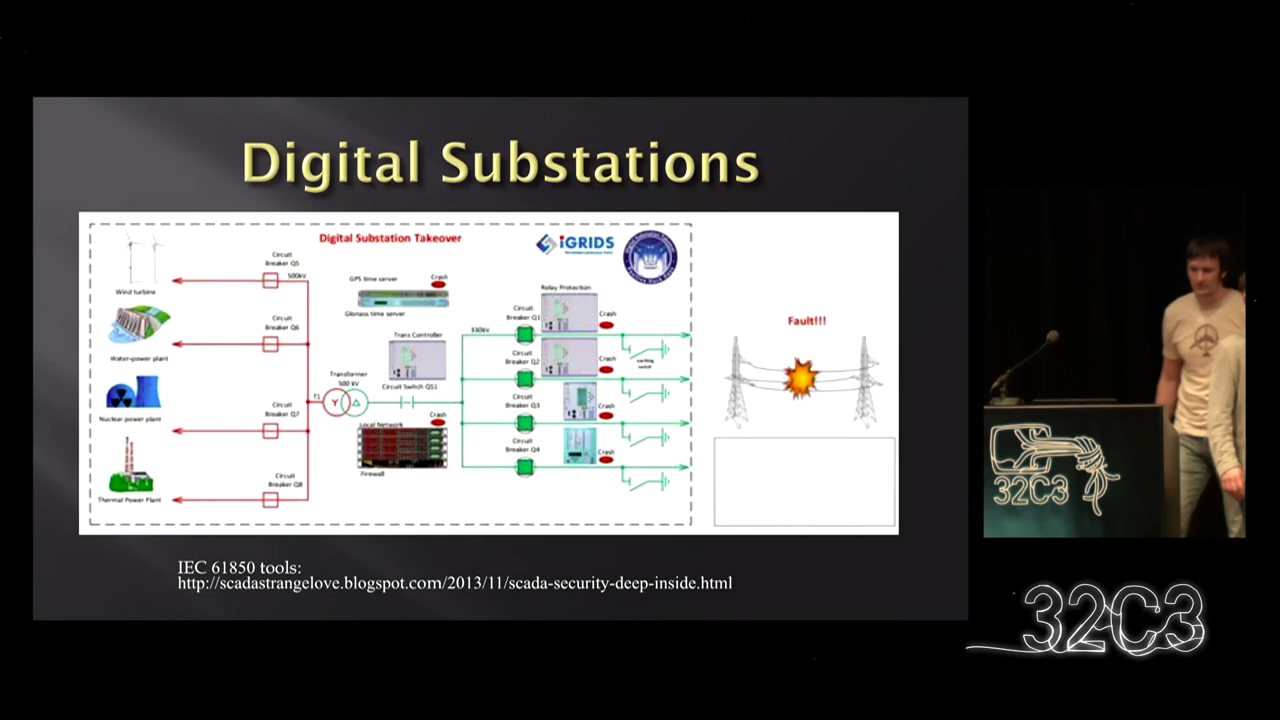 Digital Substations
Digital Substation Takeover
iGRIDS
Circuit
Breaker Q5
500kV
Wind turbine
GPS time server
Crash
Glonass time server
Relay Protection
Circuit
Breaker Q1
Crash
Circuit
Breaker Q6
Water-power plant
Trans Controller
330kV
earthing
switch
Circuit
Breaker Q2
Crash
Transformer
500 kV
Circuit Switch QS1
T1
Nuclear power plant
Circuit
Breaker Q7
Circuit
Breaker Q3
Crash
Crash
Local Network
Firewall
Circuit
Breaker Q4
Crash
Circuit
Breaker Q8
Thermal Power Plant
Fault!!!
IEC 61850 tools:
http://scadastrangelove.blogspot.com/2013/11/scada-security-deep-inside.html
32C3
32C3